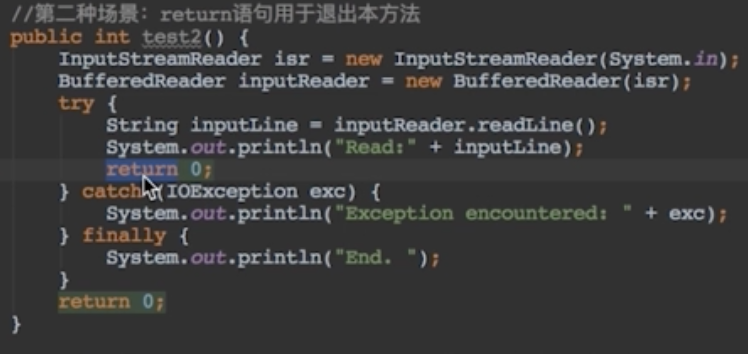 //第二种场景：return语句用于退出本方法
public int test2() {
    InputStreamReader isr = new InputStreamReader(System.in);
    BufferedReader inputReader = new BufferedReader(isr);
    try {
        String inputLine = inputReader.readLine();
        System.out.println("Read:" + inputLine);
        return 0;
    } catch (IOException exc) {
        System.out.println("Exception encountered: " + exc);
    } finally {
        System.out.println("End. ");
    }
    return 0;
}